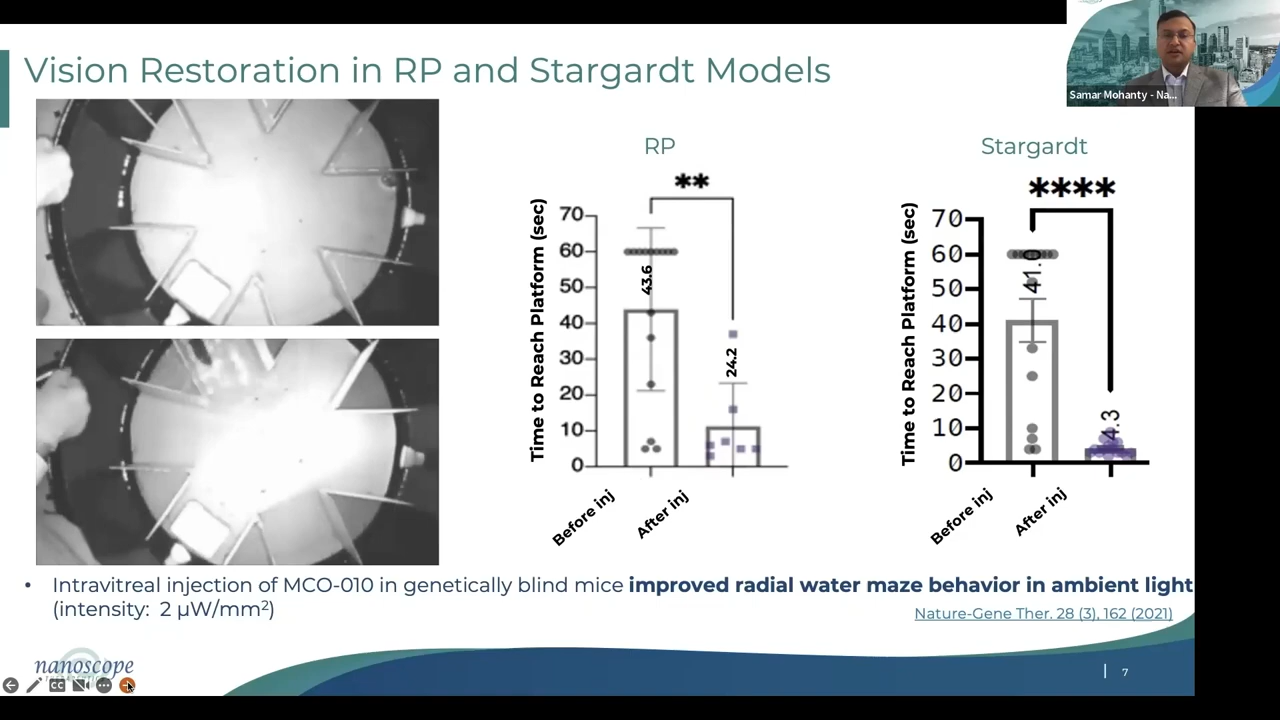 Vision Restoration in RP and Stargardt Models
Samar Mohanty - Na...
RP
**
Time to Reach Platform (sec)
70
60
50
40
30
20
10
0
43.6
24.2
Before inj
After inj
Stargardt
****
Time to Reach Platform (sec)
70
60
50
40
30
20
10
0
41.0
4.3
Before inj
After inj
• Intravitreal injection of MCO-010 in genetically blind mice improved radial water maze behavior in ambient light
(intensity: 2 µW/mm²)
Nature-Gene Ther. 28 (3), 162 (2021)
nanoscope
CC
7